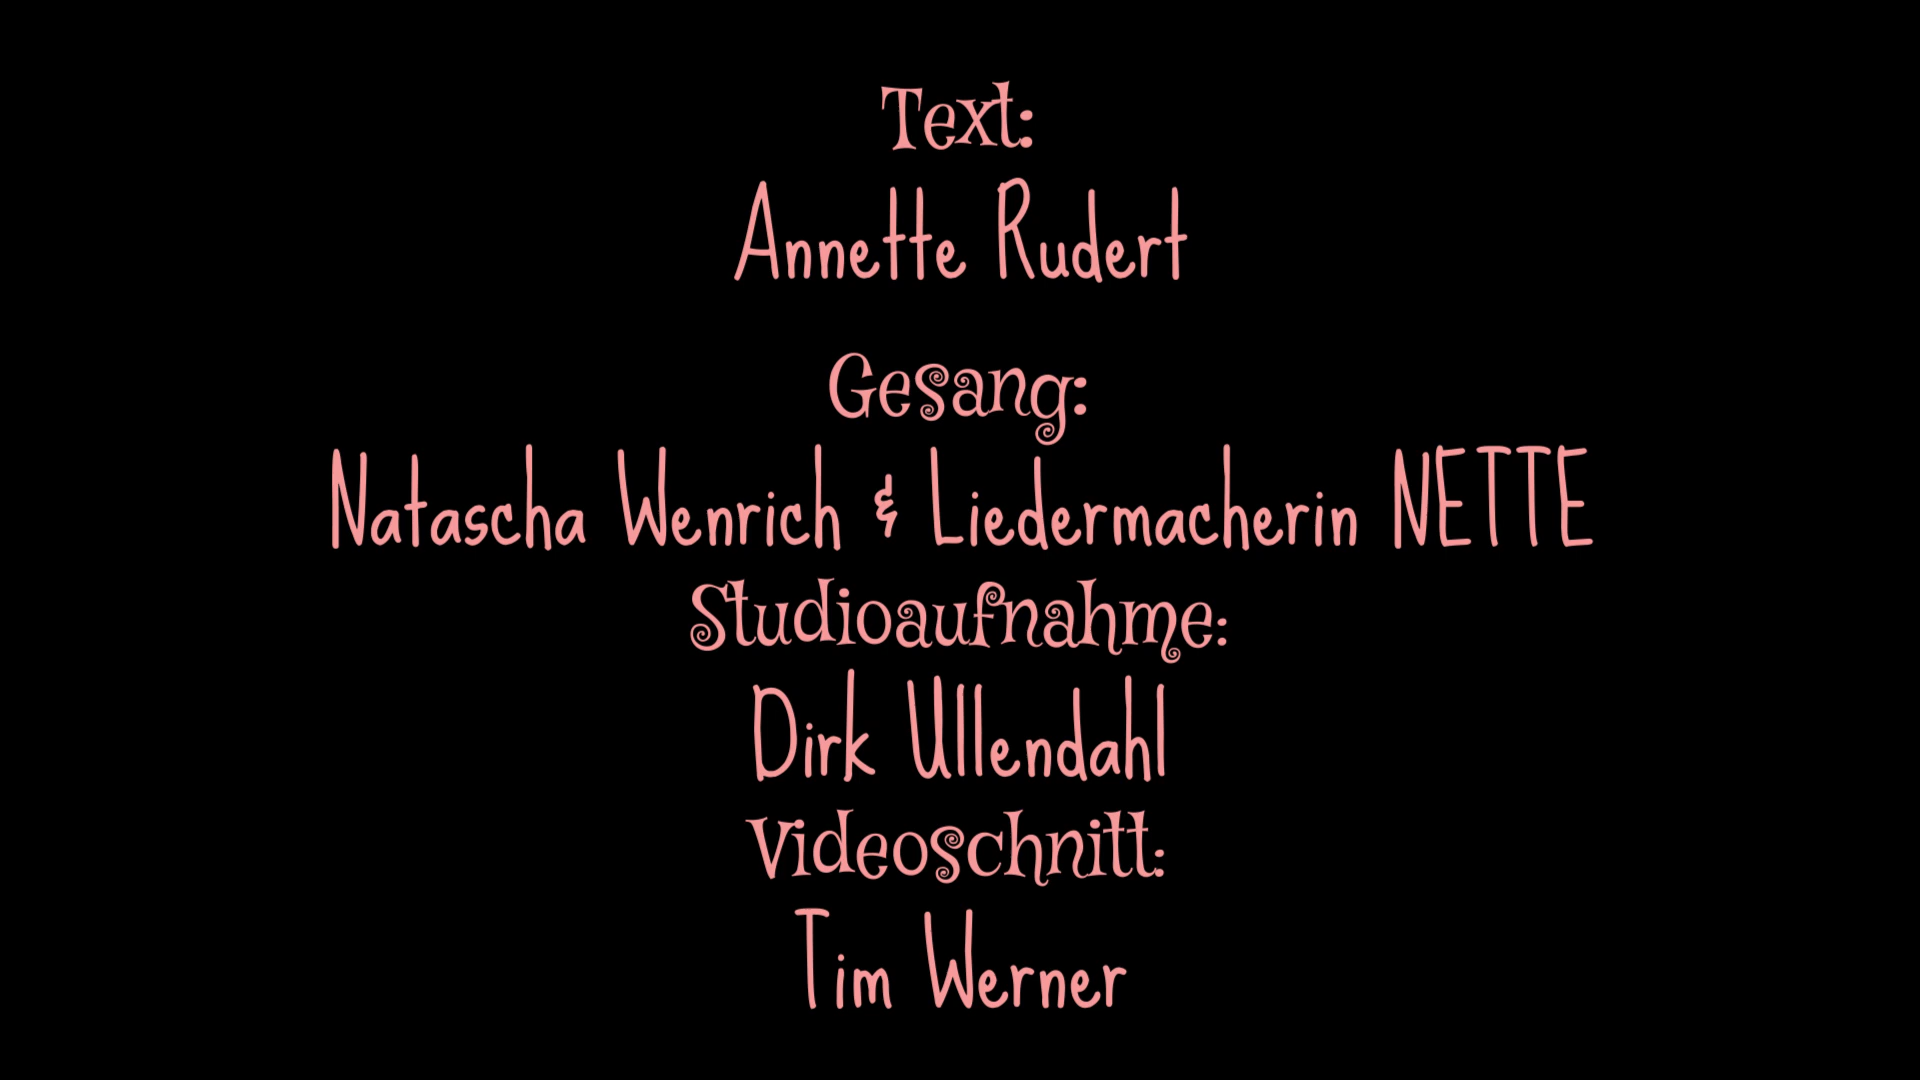 Text:
Annette Rudert
Gesang:
Natascha Wenrich & Liedermacherin NETTE
Studioaufnahme:
Dirk Ullendahl
Videoschnitt:
Tim Werner